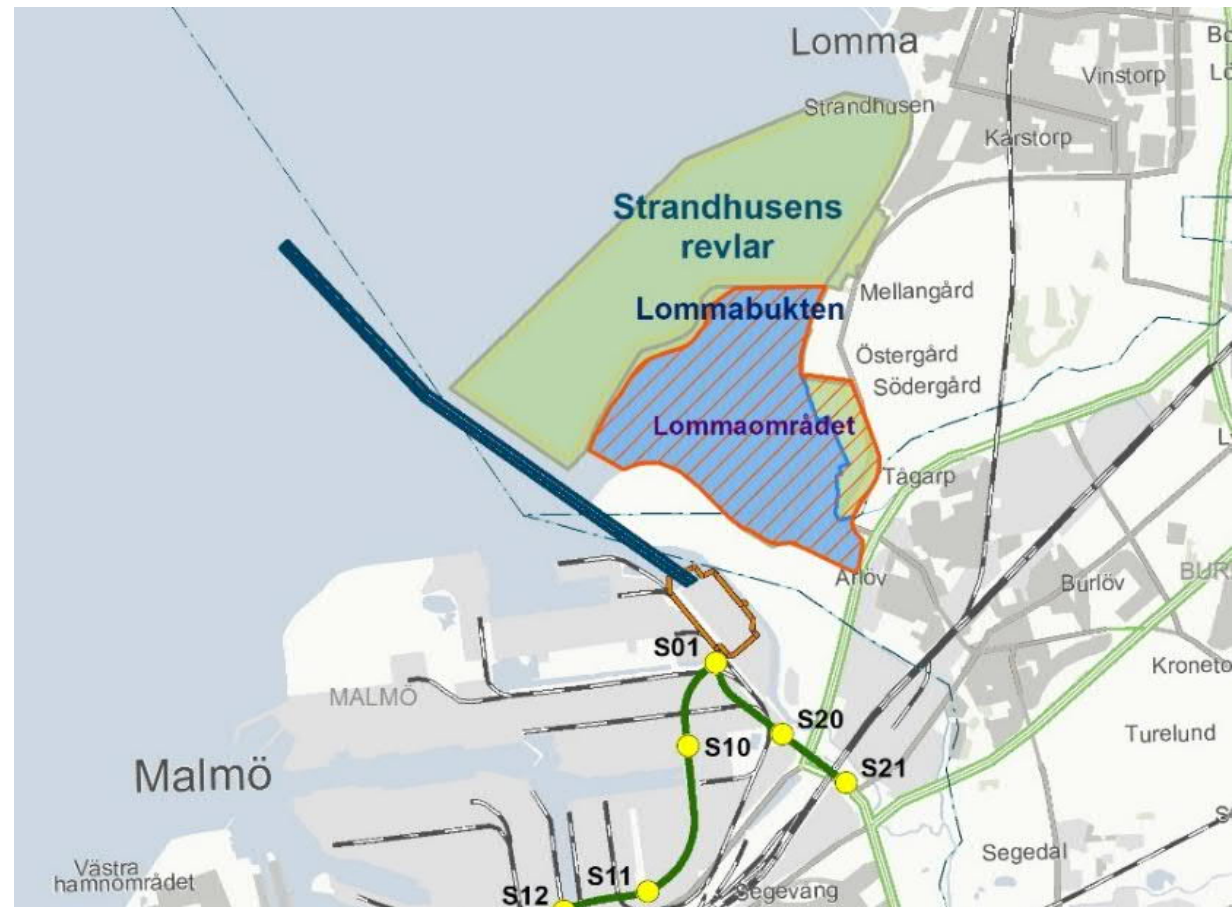 Lomma
Vinstorp
Strandhusen
Karstorp
Strandhusens
revlar
Mellangård
Lommabukten
Östergård
Södergård
Lommaområdet
Tågarp
Arlöv
Burlöv
S01
MALMÖ
S20
S10
Turelund
Malmö
S21
Segedal
Västra
hamnområdet
S11
S12
Segevång